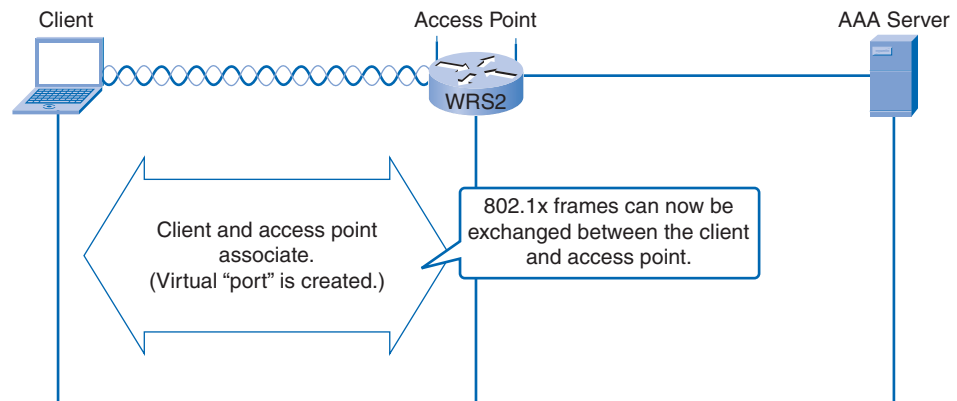 Client
Access Point
AAA Server
WRS2
Client and access point
associate.
(Virtual “port” is created.)
802.1x frames can now be
exchanged between the client
and access point.